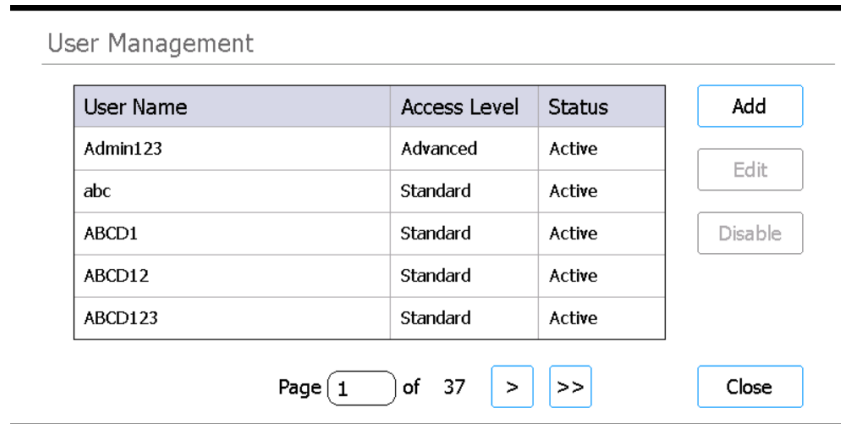 User Management
User Name Access Level Status Add
Admin123 Advanced Active
Edit
abc Standard Active
ABCD1 Standard Active Disable
ABCD12 Standard Active
ABCD123 Standard Active
Page 1 of 37 > >> Close